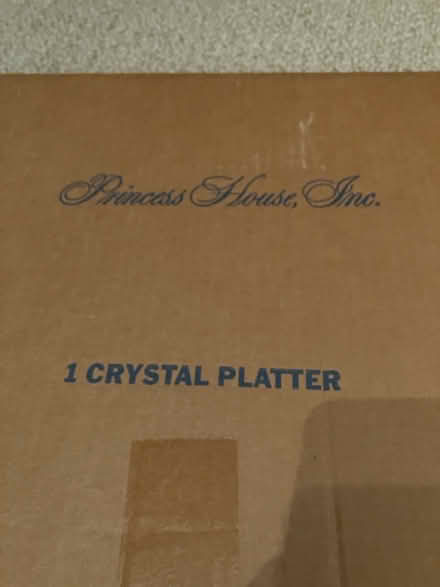 Princess House, Inc.
1 CRYSTAL PLATTER